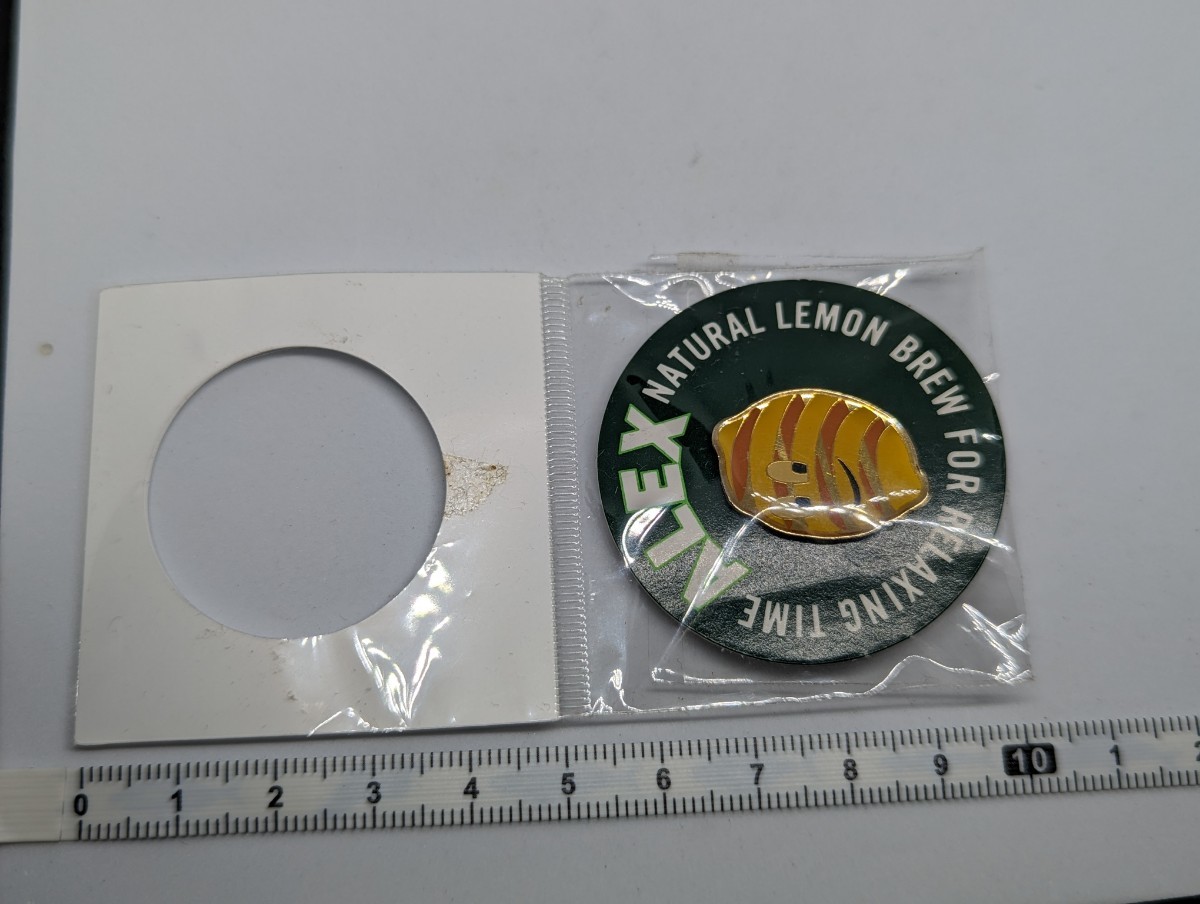 ALEX
NATURAL LEMON BREW FOR RELAXING TIME
0 1 2 3 4 5 6 7 8 9 10 1 2